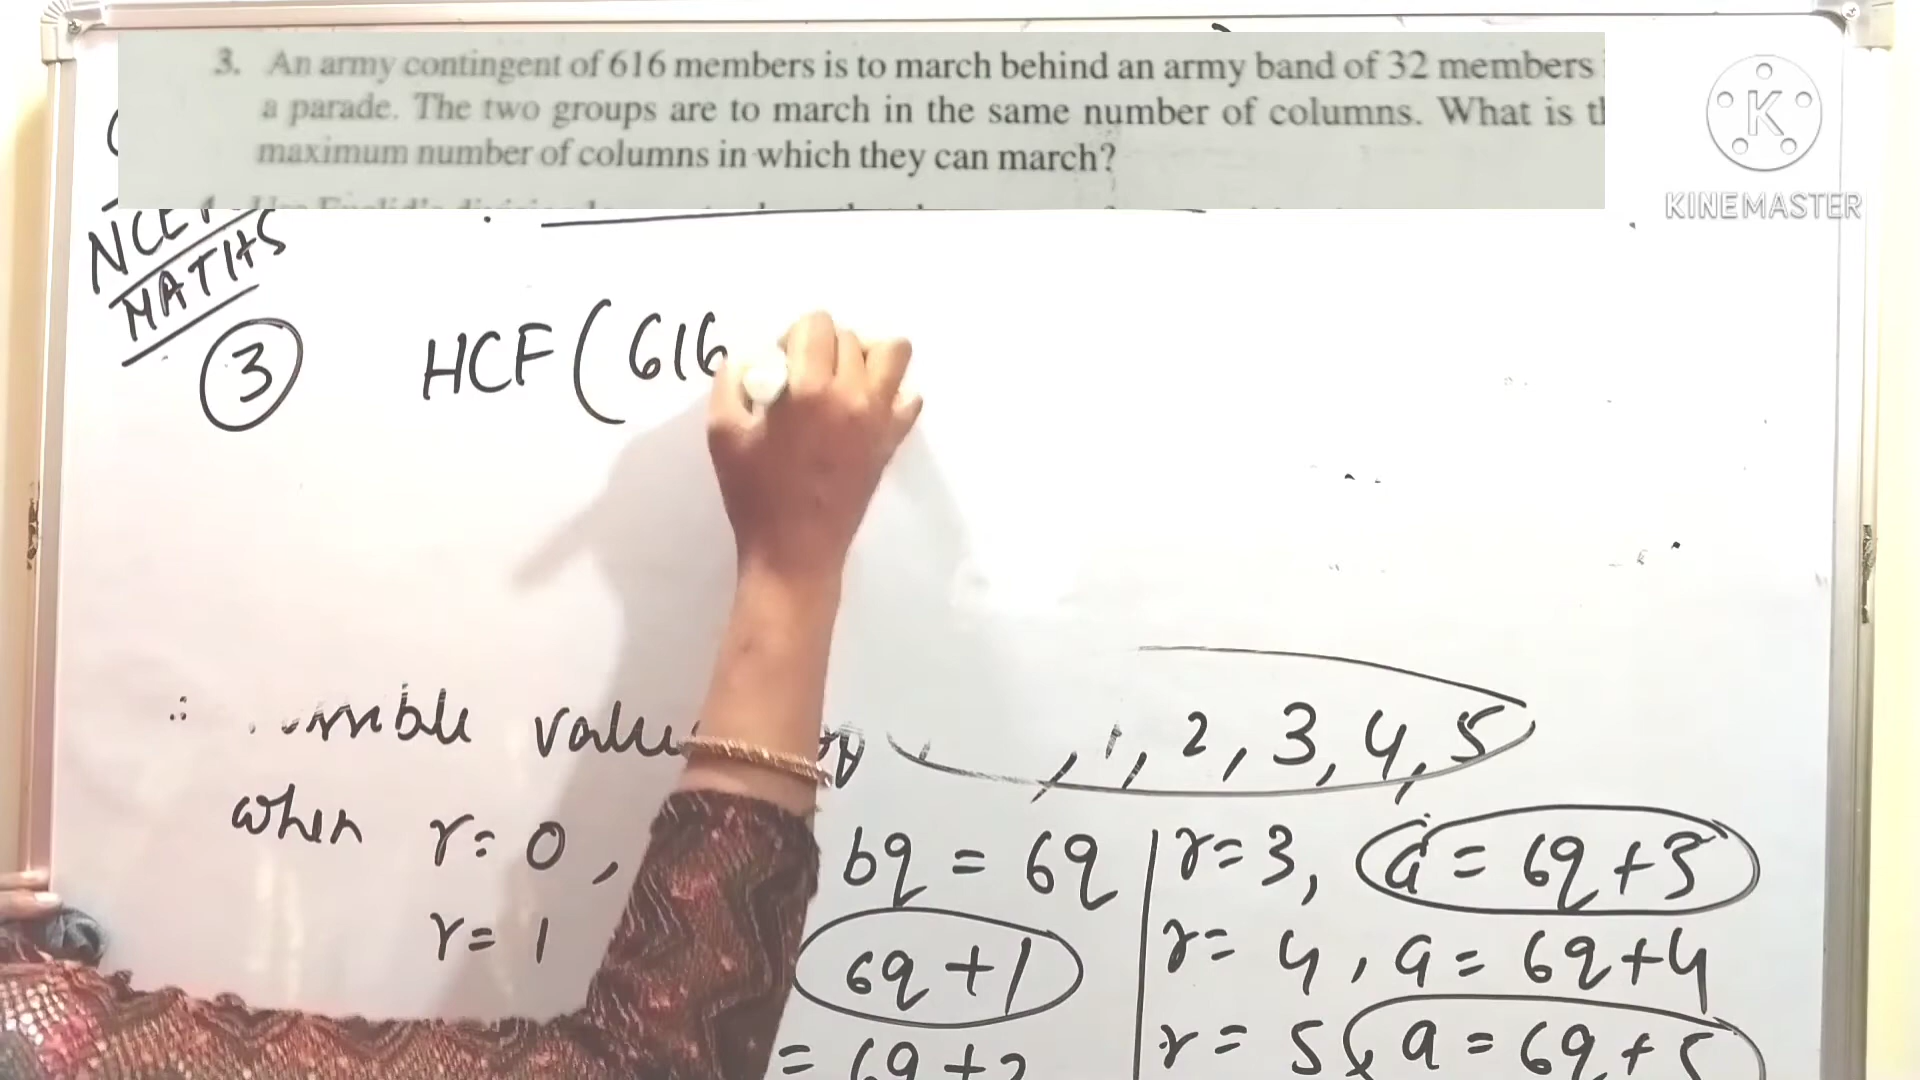 3. An army contingent of 616 members is to march behind an army band of 32 members
a parade. The two groups are to march in the same number of columns. What is
maximum number of columns in which they can march?
KINEMASTER
MATHS
3 HCF ( 616
1, 2, 3, 4, 5
when r = 0, bq = 6q
r = 3, a = 6q + 3
r = 1 6q + 1
r = 4, a = 6q + 4
= 6q + 2
r = 5 a = 6q + 5